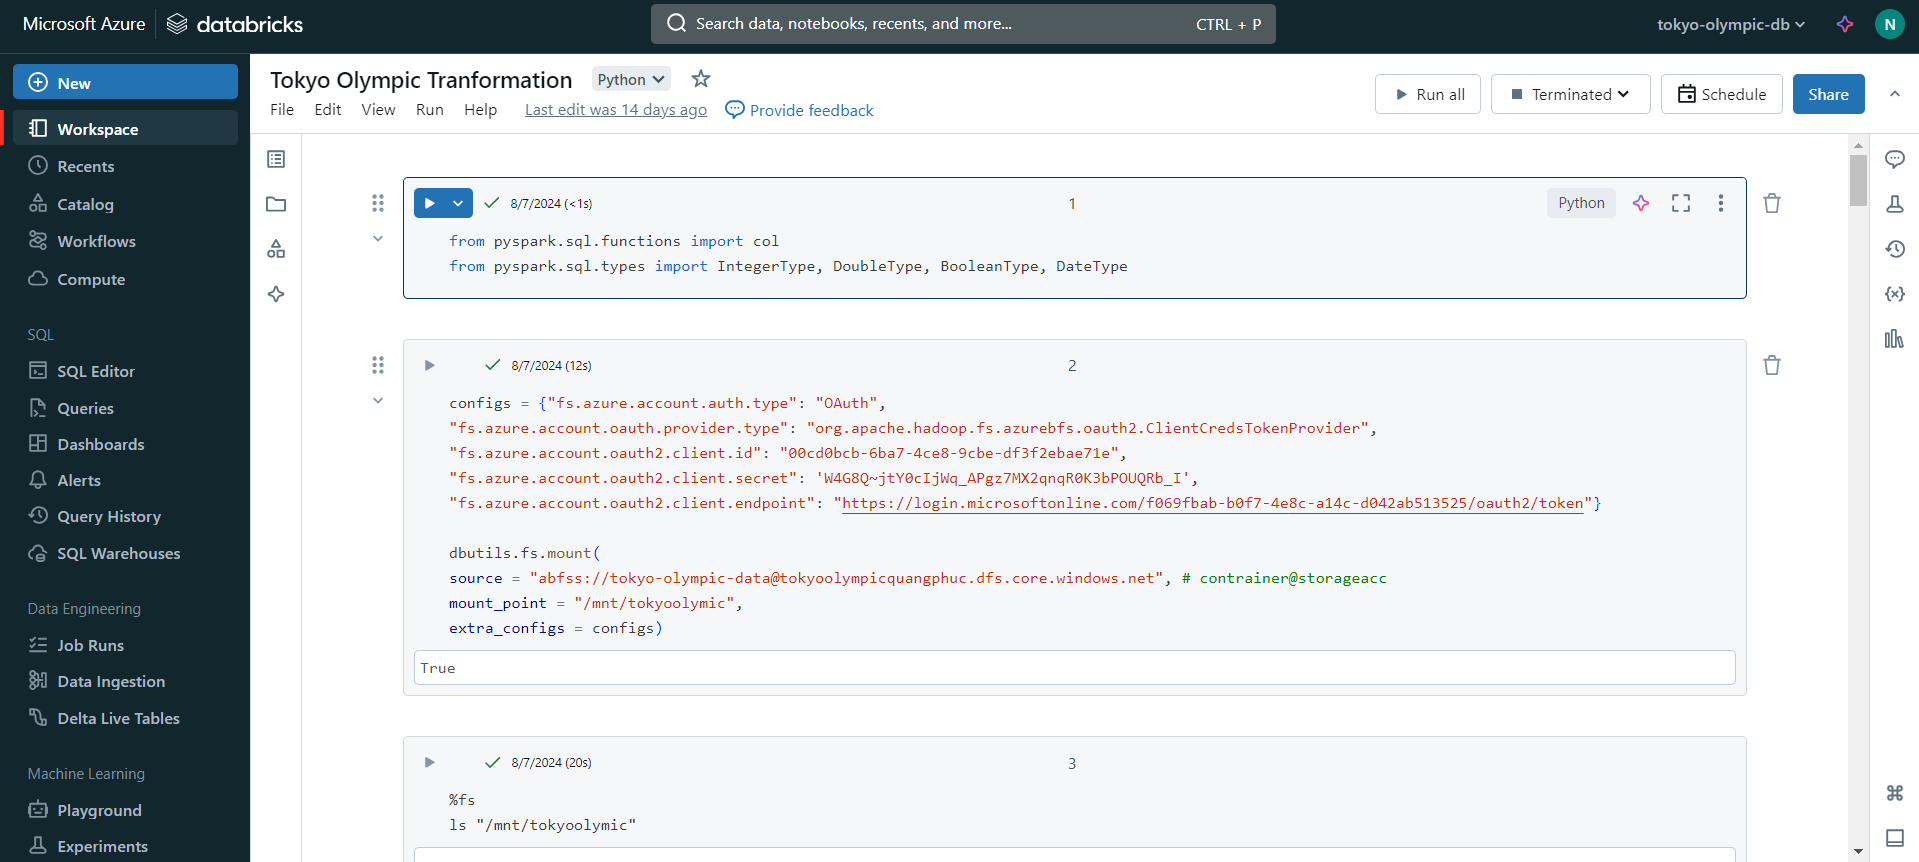 Microsoft Azure databricks
Search data, notebooks, recents, and more... CTRL + P
tokyo-olympic-db
N
New
Workspace
Recents
Catalog
Workflows
Compute
SQL
SQL Editor
Queries
Dashboards
Alerts
Query History
SQL Warehouses
Data Engineering
Job Runs
Data Ingestion
Delta Live Tables
Machine Learning
Playground
Experiments
Tokyo Olympic Tranformation Python
File Edit View Run Help Last edit was 14 days ago Provide feedback
Run all Terminated Schedule Share
8/7/2024 (<1s) 1 Python
from pyspark.sql.functions import col
from pyspark.sql.types import IntegerType, DoubleType, BooleanType, DateType
8/7/2024 (12s) 2
configs = {"fs.azure.account.auth.type": "OAuth",
"fs.azure.account.oauth.provider.type": "org.apache.hadoop.fs.azurebfs.oauth2.ClientCredsTokenProvider",
"fs.azure.account.oauth2.client.id": "00cd0bcb-6ba7-4ce8-9cbe-df3f2ebae71e",
"fs.azure.account.oauth2.client.secret": 'W4G8Q~jtY0cIjWq_APgz7MX2qnqR0K3bPOUQRb_I',
"fs.azure.account.oauth2.client.endpoint": "https://login.microsoftonline.com/f069fbab-b0f7-4e8c-a14c-d042ab513525/oauth2/token"}
dbutils.fs.mount(
source = "abfss://tokyo-olympic-data@tokyoolympicquangphuc.dfs.core.windows.net", # contrainer@storageacc
mount_point = "/mnt/tokyoolymic",
extra_configs = configs)
True
8/7/2024 (20s) 3
%fs
ls "/mnt/tokyoolymic"